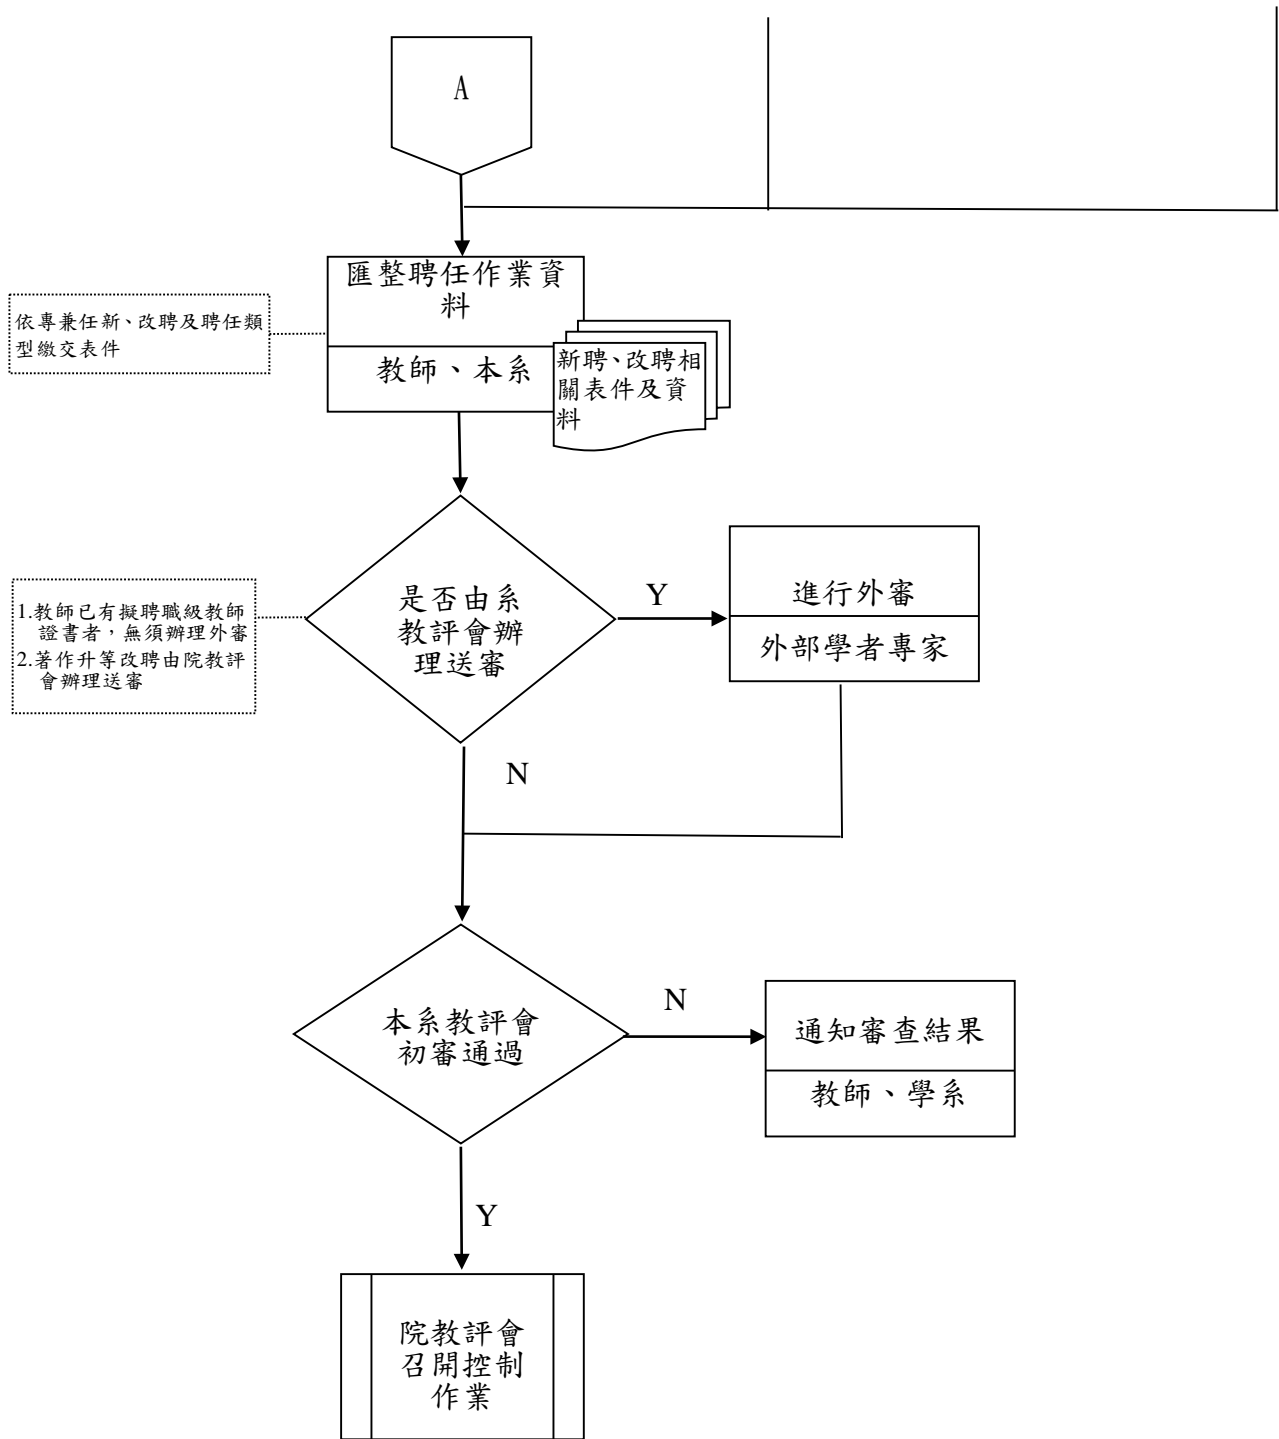 A
匯整聘任作業資
料
教師、本系
依專兼任新、改聘及聘任類
型繳交表件
新聘、改聘相
關表件及資
料
是否由系
教評會辦
理送審
Y
進行外審
外部學者專家
1.教師已有擬聘職級教師
證書者，無須辦理外審
2.著作升等改聘由院教評
會辦理送審
N
本系教評會
初審通過
N
通知審查結果
教師、學系
Y
院教評會
召開控制
作業